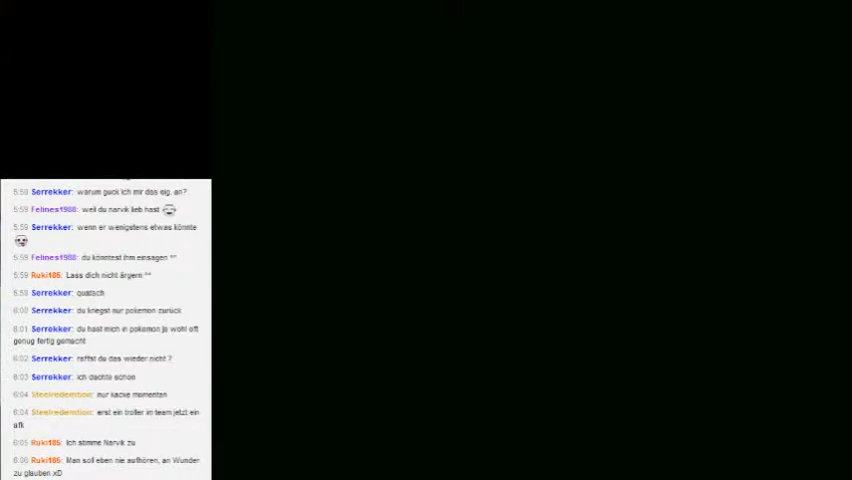 5:58 Serrekker: warum guck ich mir das eig. an?
5:59 Felines1988: weil du narvik lieb hast
5:59 Serrekker: wenn er wenigstens etwas könnte
5:59 Felines1988: du könntest ihm einsagen ^^
5:59 Ruki185: Lass dich nicht ärgern ^^
5:59 Serrekker: quatsch
6:00 Serrekker: du kriegst nur pokemon zurück
6:01 Serrekker: du hast mich in pokemon ja wohl oft
genug fertig gemacht
6:02 Serrekker: raffst du das wieder nicht ?
6:03 Serrekker: ich dachte schon
6:04 Steelredemtion: nur kacke momentan
6:04 Steelredemtion: erst ein troller im team jetzt ein
afk
6:05 Ruki185: Ich stimme Narvik zu
6:06 Ruki185: Man soll eben nie aufhören, an Wunder
zu glauben xD